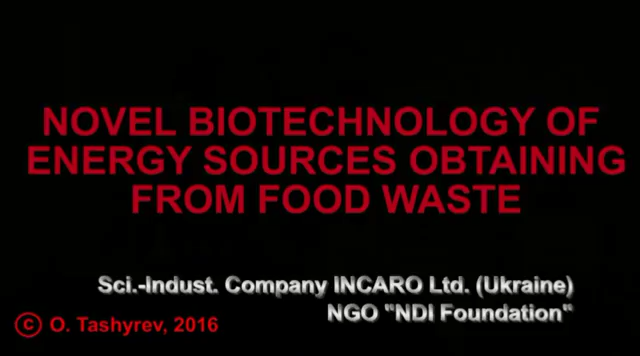 NOVEL BIOTECHNOLOGY OF
ENERGY SOURCES OBTAINING
FROM FOOD WASTE
Sci.-Indust. Company INCARO Ltd. (Ukraine)
NGO "NDI Foundation"
© O. Tashyrev, 2016